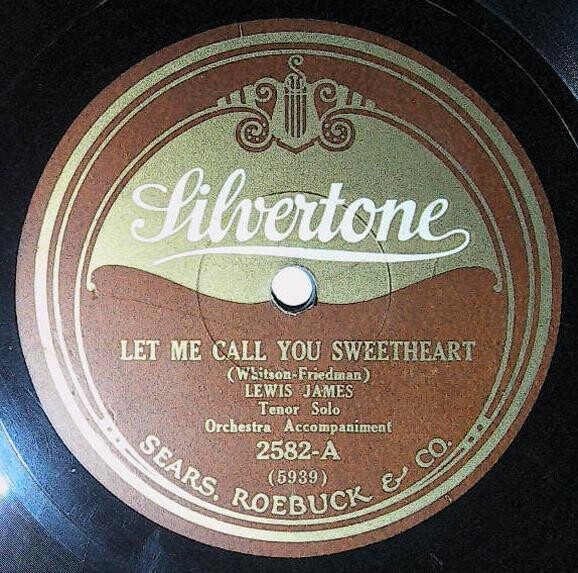 Silvertone
LET ME CALL YOU SWEETHEART
(Whitson-Friedman)
LEWIS JAMES
Tenor Solo
Orchestra Accompaniment
2582-A
(5939)
SEARS, ROEBUCK & CO.